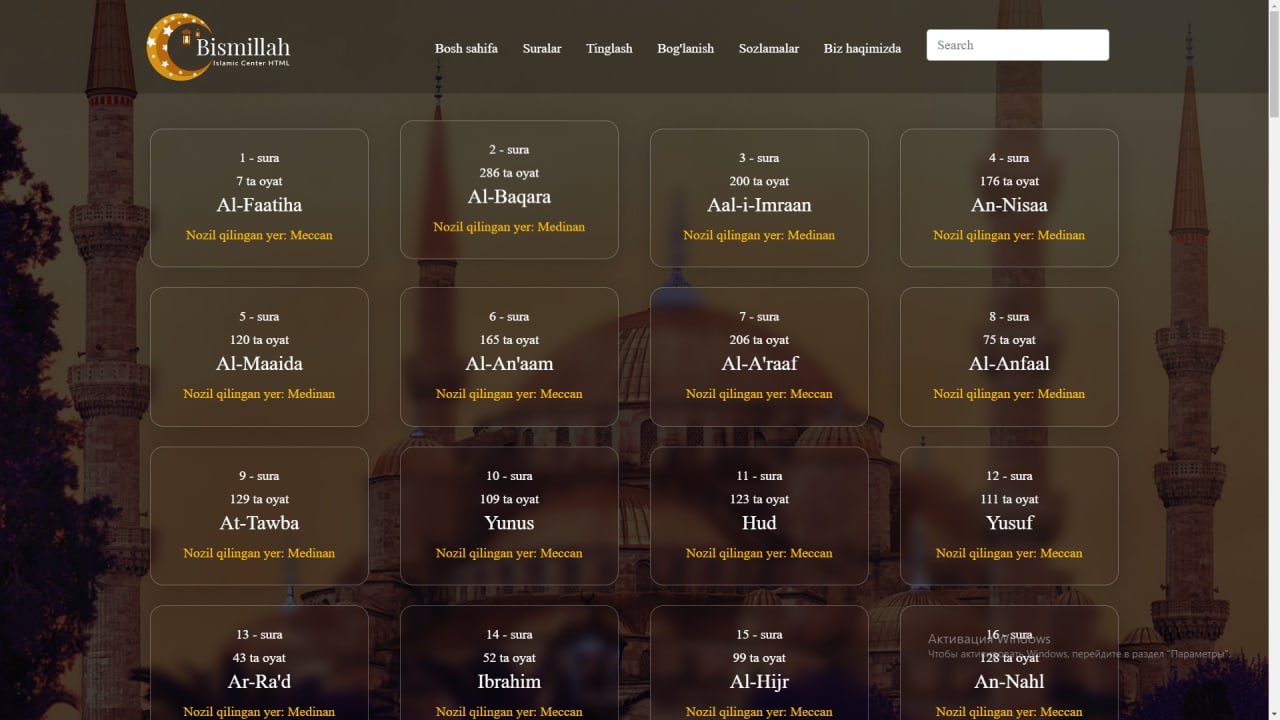 Bismillah
Islamic Center HTML
Bosh sahifa Suralar Tinglash Bog'lanish Sozlamalar Biz haqimizda Search
1 - sura
7 ta oyat
Al-Faatiha
Nozil qilingan yer: Meccan
2 - sura
286 ta oyat
Al-Baqara
Nozil qilingan yer: Medinan
3 - sura
200 ta oyat
Aal-i-Imraan
Nozil qilingan yer: Medinan
4 - sura
176 ta oyat
An-Nisaa
Nozil qilingan yer: Medinan
5 - sura
120 ta oyat
Al-Maaida
Nozil qilingan yer: Medinan
6 - sura
165 ta oyat
Al-An'aam
Nozil qilingan yer: Meccan
7 - sura
206 ta oyat
Al-A'raaf
Nozil qilingan yer: Meccan
8 - sura
75 ta oyat
Al-Anfaal
Nozil qilingan yer: Medinan
9 - sura
129 ta oyat
At-Tawba
Nozil qilingan yer: Medinan
10 - sura
109 ta oyat
Yunus
Nozil qilingan yer: Meccan
11 - sura
123 ta oyat
Hud
Nozil qilingan yer: Meccan
12 - sura
111 ta oyat
Yusuf
Nozil qilingan yer: Meccan
13 - sura
43 ta oyat
Ar-Ra'd
Nozil qilingan yer: Medinan
14 - sura
52 ta oyat
Ibrahim
Nozil qilingan yer: Meccan
15 - sura
99 ta oyat
Al-Hijr
Nozil qilingan yer: Meccan
16 - sura
128 ta oyat
An-Nahl
Nozil qilingan yer: Meccan
Активация Windows
Чтобы активировать Windows, перейдите в раздел "Параметры".